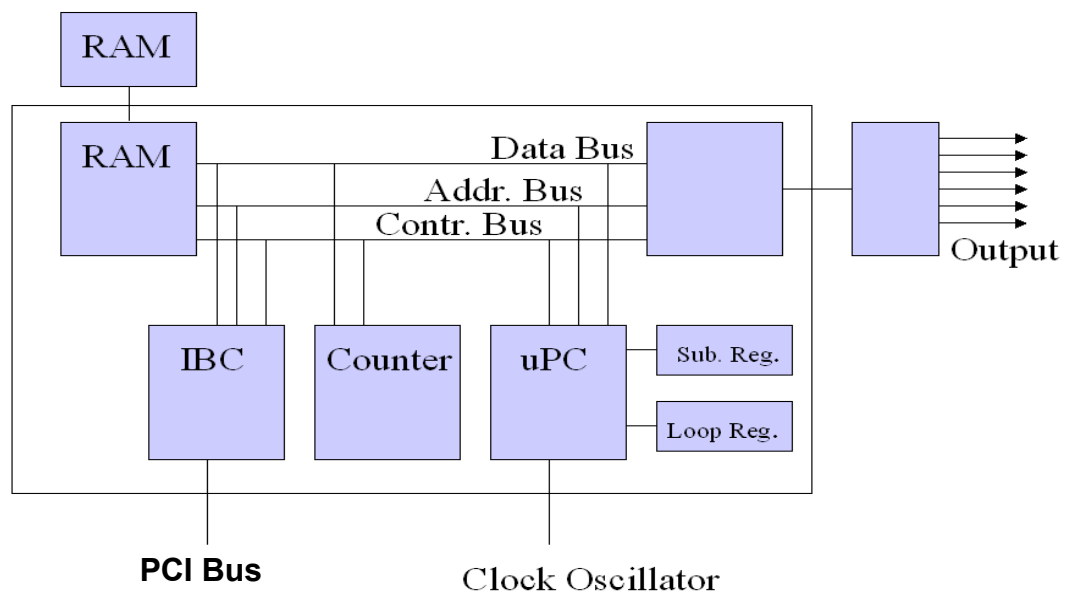 RAM
RAM
Data Bus
Addr. Bus
Contr. Bus
Output
IBC
Counter
uPC
Sub. Reg.
Loop Reg.
PCI Bus
Clock Oscillator